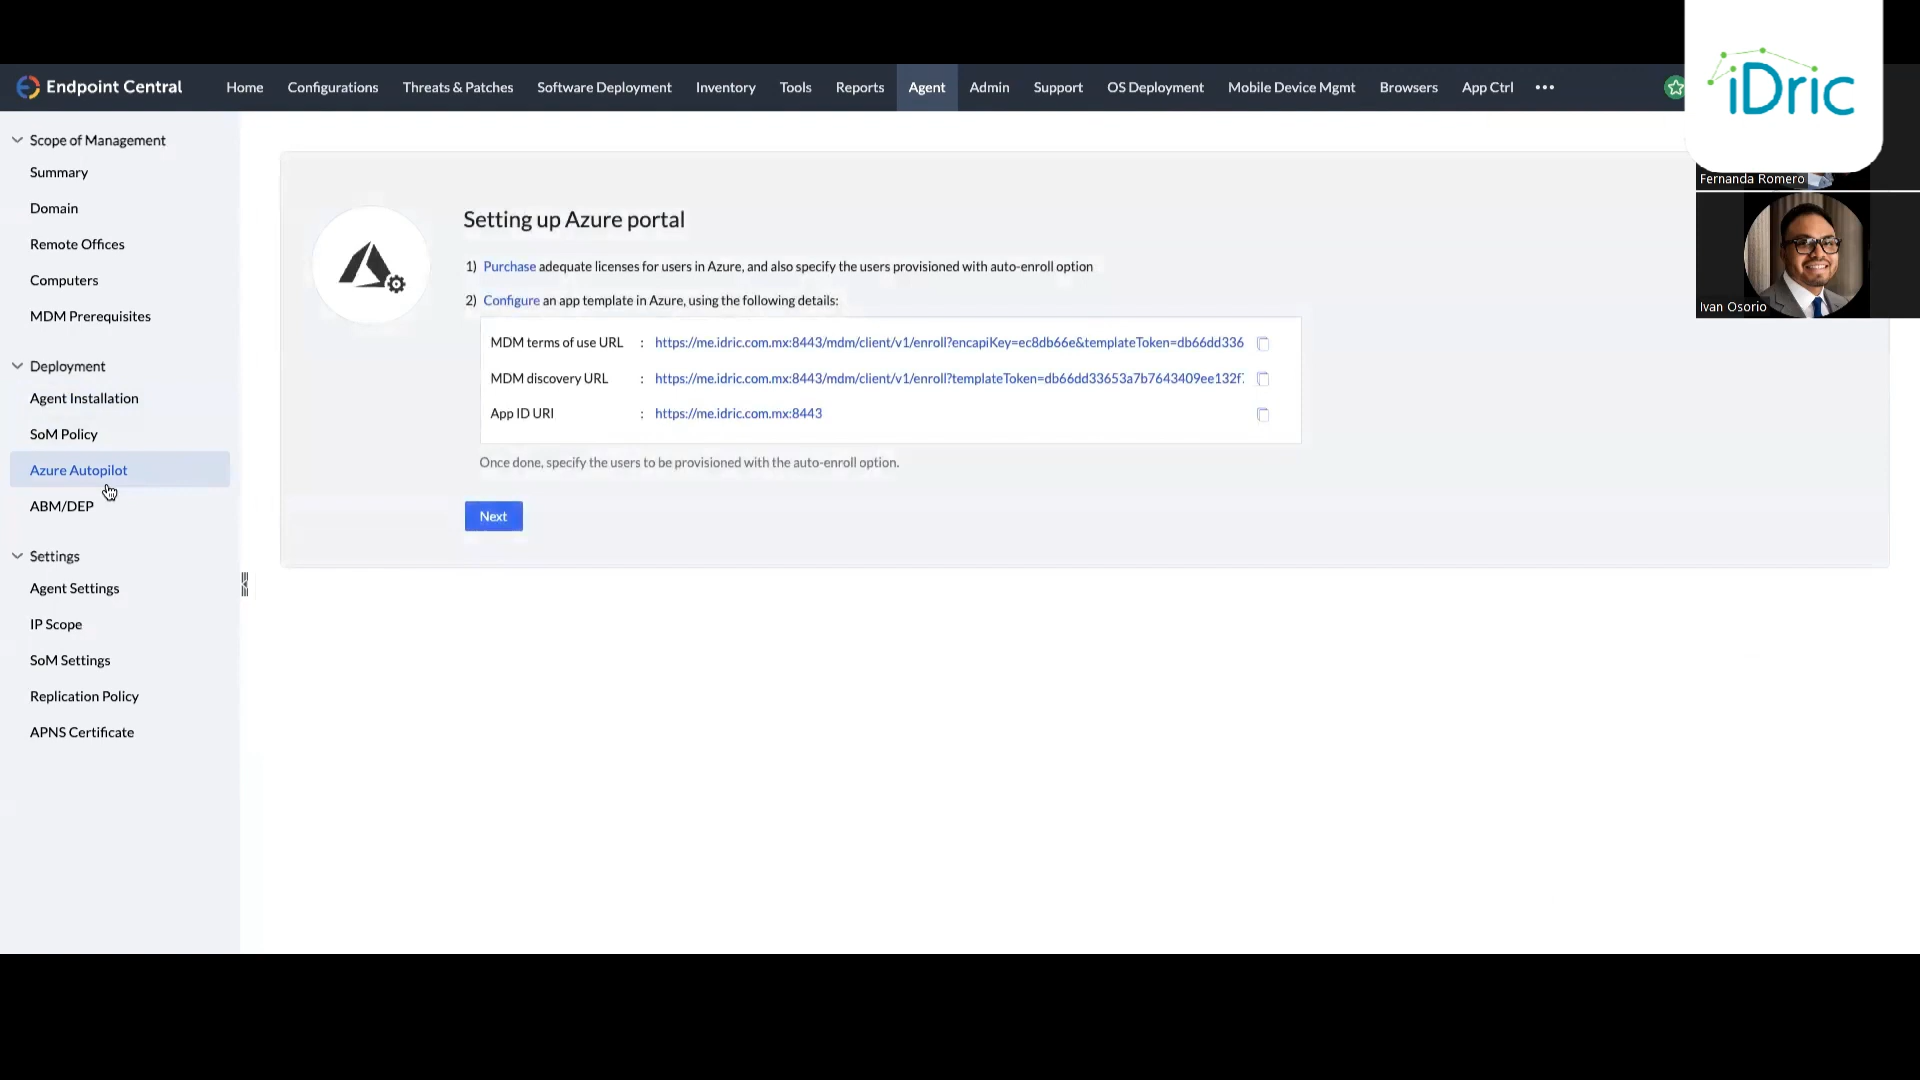 iDric
Endpoint Central
Home
Configurations
Threats & Patches
Software Deployment
Inventory
Tools
Reports
Agent
Admin
Support
OS Deployment
Mobile Device Mgmt
Browsers
App Ctrl
Fernanda Romero
Ivan Osorio
Scope of Management
Summary
Domain
Remote Offices
Computers
MDM Prerequisites
Deployment
Agent Installation
SoM Policy
Azure Autopilot
ABM/DEP
Settings
Agent Settings
IP Scope
SoM Settings
Replication Policy
APNS Certificate
Setting up Azure portal
1) Purchase adequate licenses for users in Azure, and also specify the users provisioned with auto-enroll option
2) Configure an app template in Azure, using the following details:
MDM terms of use URL : https://me.idric.com.mx:8443/mdm/client/v1/enroll?encapiKey=ec8db66e&templateToken=db66dd336
MDM discovery URL : https://me.idric.com.mx:8443/mdm/client/v1/enroll?templateToken=db66dd33653a7b7643409ee132f
App ID URI : https://me.idric.com.mx:8443
Once done, specify the users to be provisioned with the auto-enroll option.
Next